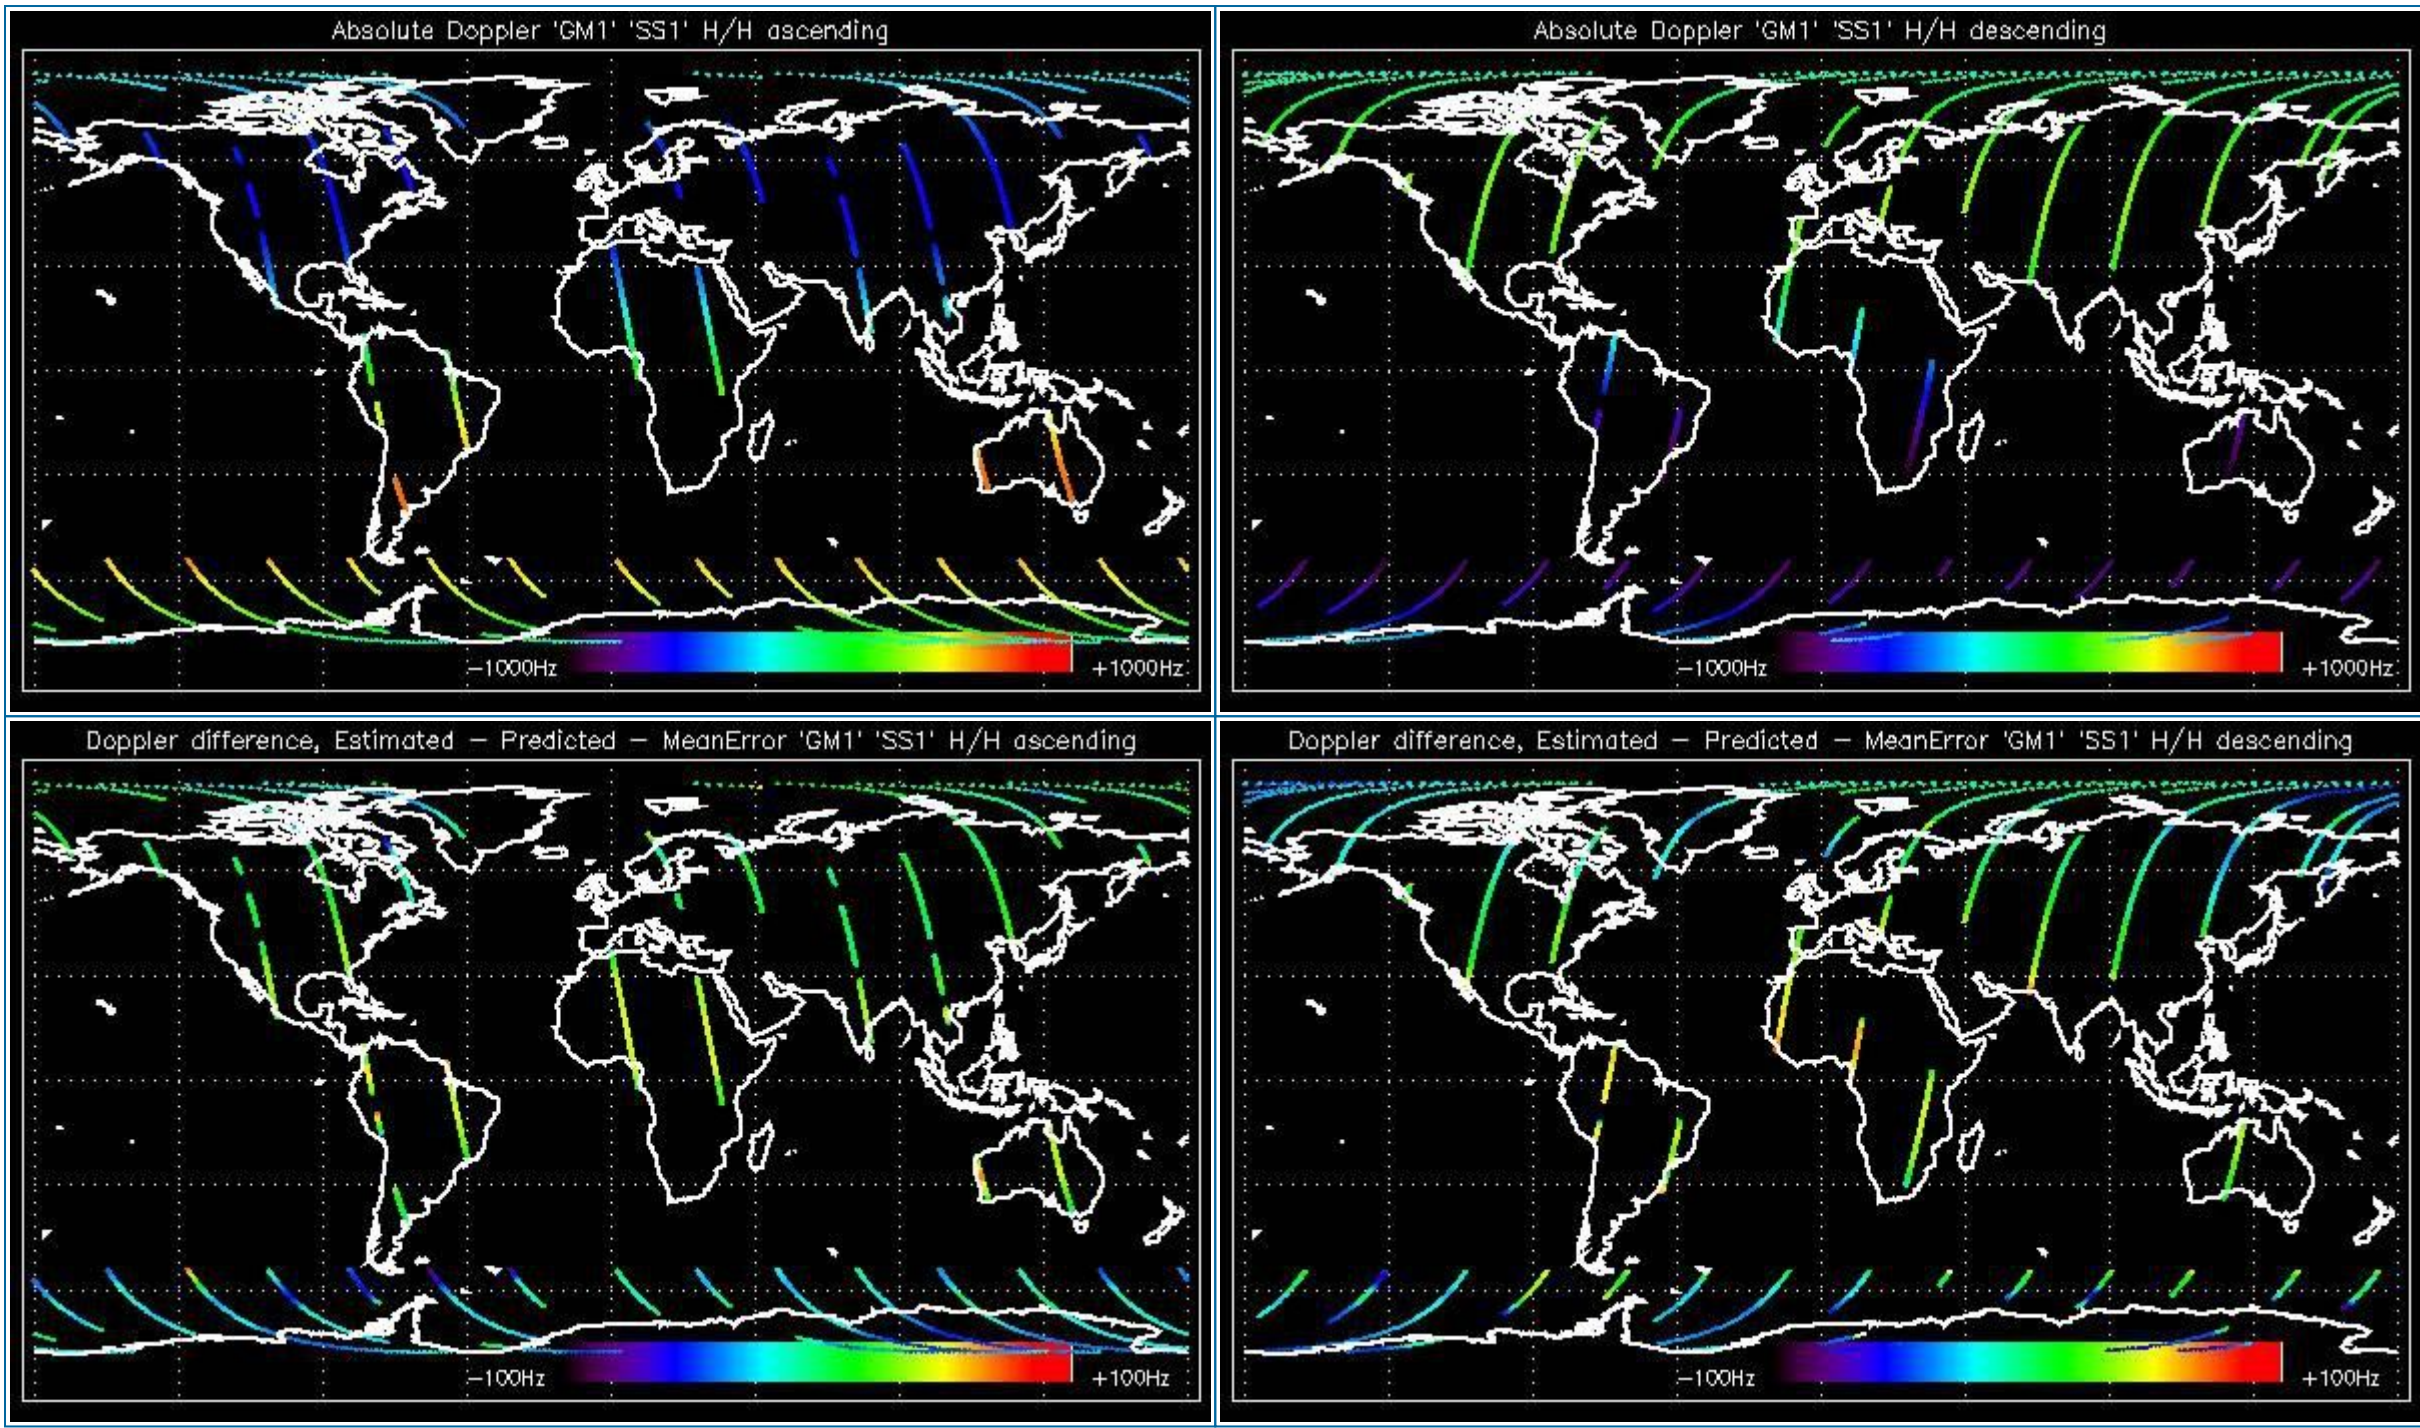 Absolute Doppler 'GM1' 'SS1' H/H ascending
−1000Hz
+1000Hz
Absolute Doppler 'GM1' 'SS1' H/H descending
−1000Hz
+1000Hz
Doppler difference, Estimated − Predicted − MeanError 'GM1' 'SS1' H/H ascending
−100Hz
+100Hz
Doppler difference, Estimated − Predicted − MeanError 'GM1' 'SS1' H/H descending
−100Hz
+100Hz